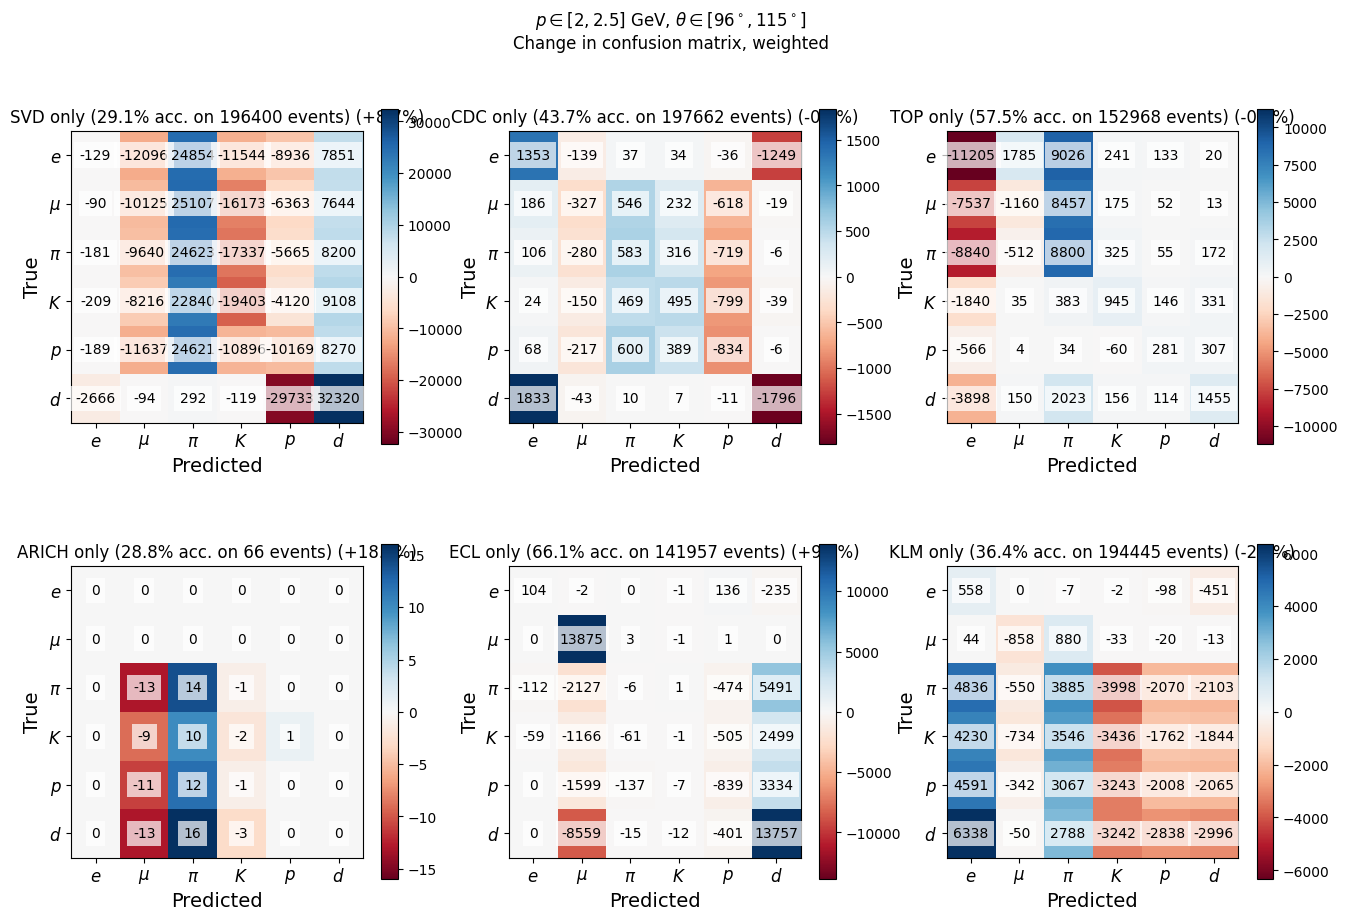 p ∈ [2, 2.5] GeV, θ ∈ [96°, 115°]
Change in confusion matrix, weighted
SVD only (29.1% acc. on 196400 events)
True
e -129 -12096 24854 -11544 -8936 7851
μ -90 -10125 25107 -16173 -6363 7644
π -181 -9640 24623 -17337 -5665 8200
K -209 -8216 22840 -19403 -4120 9108
p -189 -11637 24621 -10896 -10169 8270
d -2666 -94 292 -119 -29733 32320
e μ π K p d
Predicted
30000
20000
10000
0
−10000
−20000
−30000
CDC only (43.7% acc. on 197662 events)
True
e 1353 -139 37 34 -36 -1249
μ 186 -327 546 232 -618 -19
π 106 -280 583 316 -719 -6
K 24 -150 469 495 -799 -39
p 68 -217 600 389 -834 -6
d 1833 -43 10 7 -11 -1796
e μ π K p d
Predicted
1500
1000
500
0
−500
−1000
−1500
TOP only (57.5% acc. on 152968 events)
True
e -11205 1785 9026 241 133 20
μ -7537 -1160 8457 175 52 13
π -8840 -512 8800 325 55 172
K -1840 35 383 945 146 331
p -566 4 34 -60 281 307
d -3898 150 2023 156 114 1455
e μ π K p d
Predicted
10000
7500
5000
2500
0
−2500
−5000
−7500
−10000
ARICH only (28.8% acc. on 66 events)
True
e 0 0 0 0 0 0
μ 0 0 0 0 0 0
π 0 -13 14 -1 0 0
K 0 -9 10 -2 1 0
p 0 -11 12 -1 0 0
d 0 -13 16 -3 0 0
e μ π K p d
Predicted
15
10
5
0
−5
−10
−15
ECL only (66.1% acc. on 141957 events)
True
e 104 -2 0 -1 136 -235
μ 0 13875 3 -1 1 0
π -112 -2127 -6 1 -474 5491
K -59 -1166 -61 -1 -505 2499
p 0 -1599 -137 -7 -839 3334
d 0 -8559 -15 -12 -401 13757
e μ π K p d
Predicted
10000
5000
0
−5000
−10000
KLM only (36.4% acc. on 194445 events)
True
e 558 0 -7 -2 -98 -451
μ 44 -858 880 -33 -20 -13
π 4836 -550 3885 -3998 -2070 -2103
K 4230 -734 3546 -3436 -1762 -1844
p 4591 -342 3067 -3243 -2008 -2065
d 6338 -50 2788 -3242 -2838 -2996
e μ π K p d
Predicted
6000
4000
2000
0
−2000
−4000
−6000